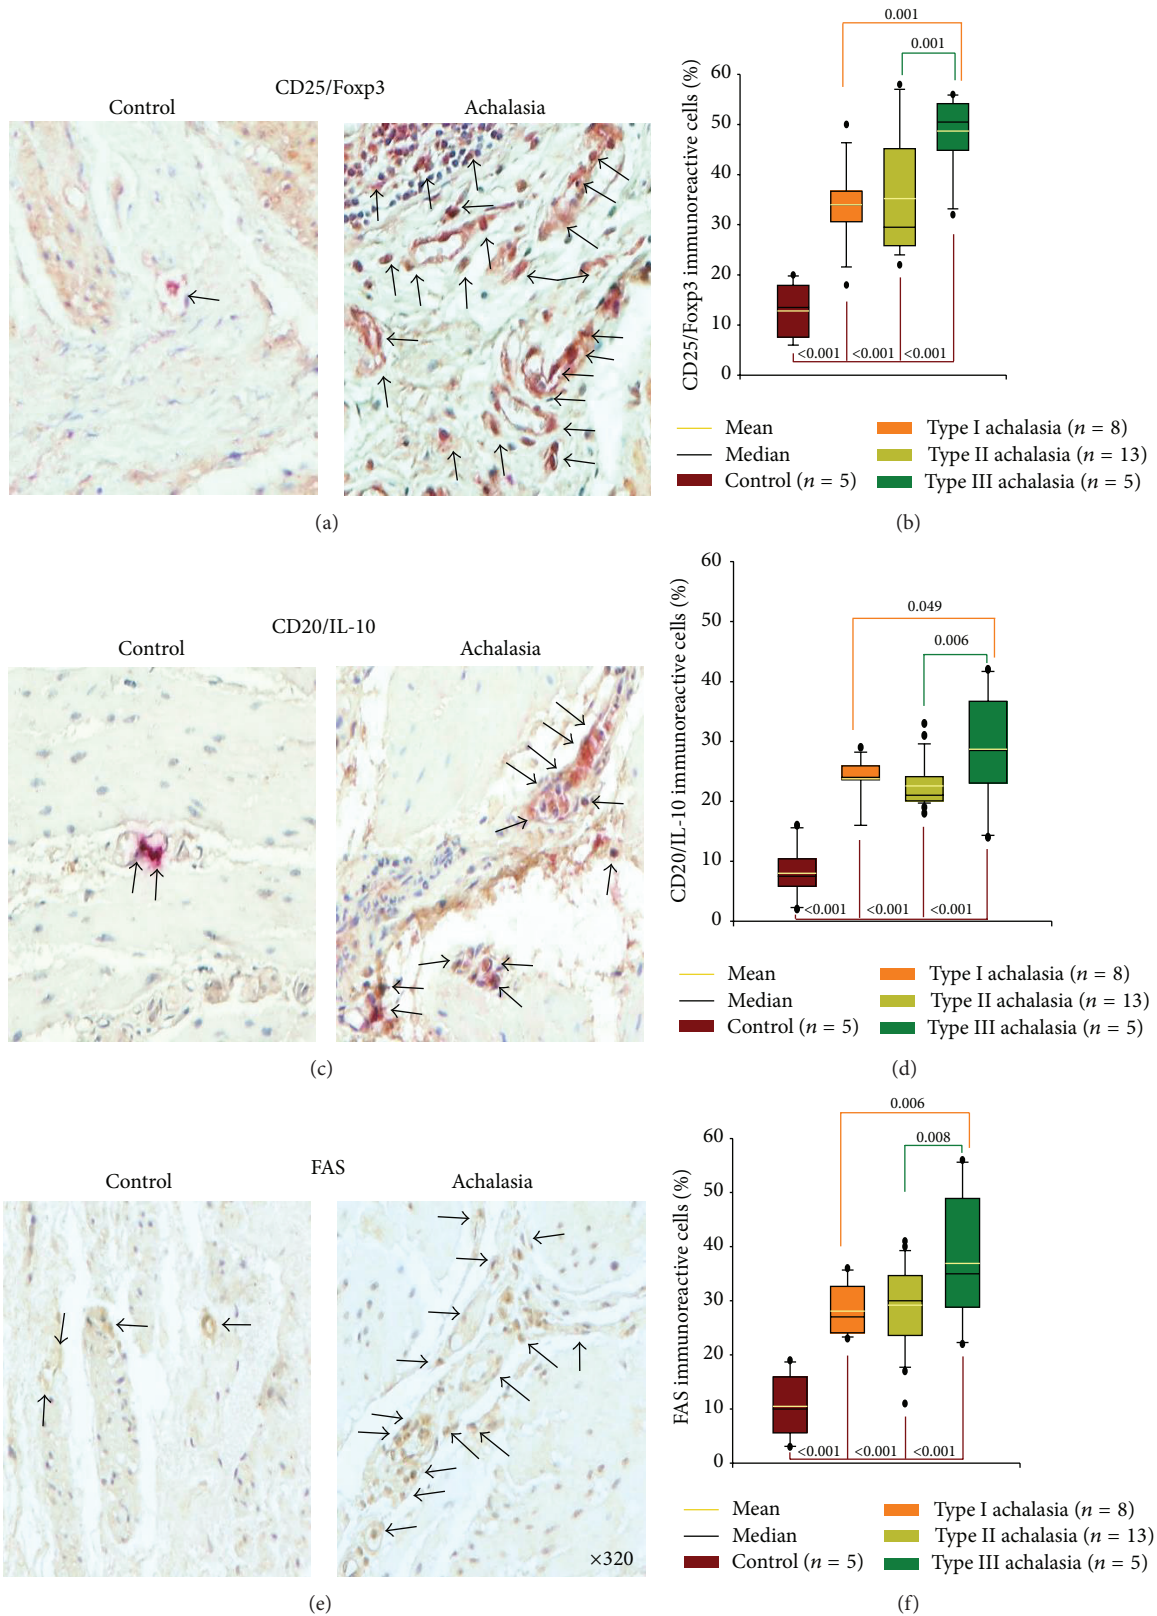 CD25/Foxp3
Control
Achalasia
(a)
0.001
0.001
CD25/Foxp3 immunoreactive cells (%)
60
50
40
30
20
10
0
<0.001 <0.001 <0.001
Mean
Median
Control (n = 5)
Type I achalasia (n = 8)
Type II achalasia (n = 13)
Type III achalasia (n = 5)
(b)
CD20/IL-10
Control
Achalasia
(c)
0.049
0.006
CD20/IL-10 immunoreactive cells (%)
60
50
40
30
20
10
0
<0.001 <0.001 <0.001
Mean
Median
Control (n = 5)
Type I achalasia (n = 8)
Type II achalasia (n = 13)
Type III achalasia (n = 5)
(d)
FAS
Control
Achalasia
×320
(e)
0.006
0.008
FAS immunoreactive cells (%)
60
50
40
30
20
10
0
<0.001 <0.001 <0.001
Mean
Median
Control (n = 5)
Type I achalasia (n = 8)
Type II achalasia (n = 13)
Type III achalasia (n = 5)
(f)